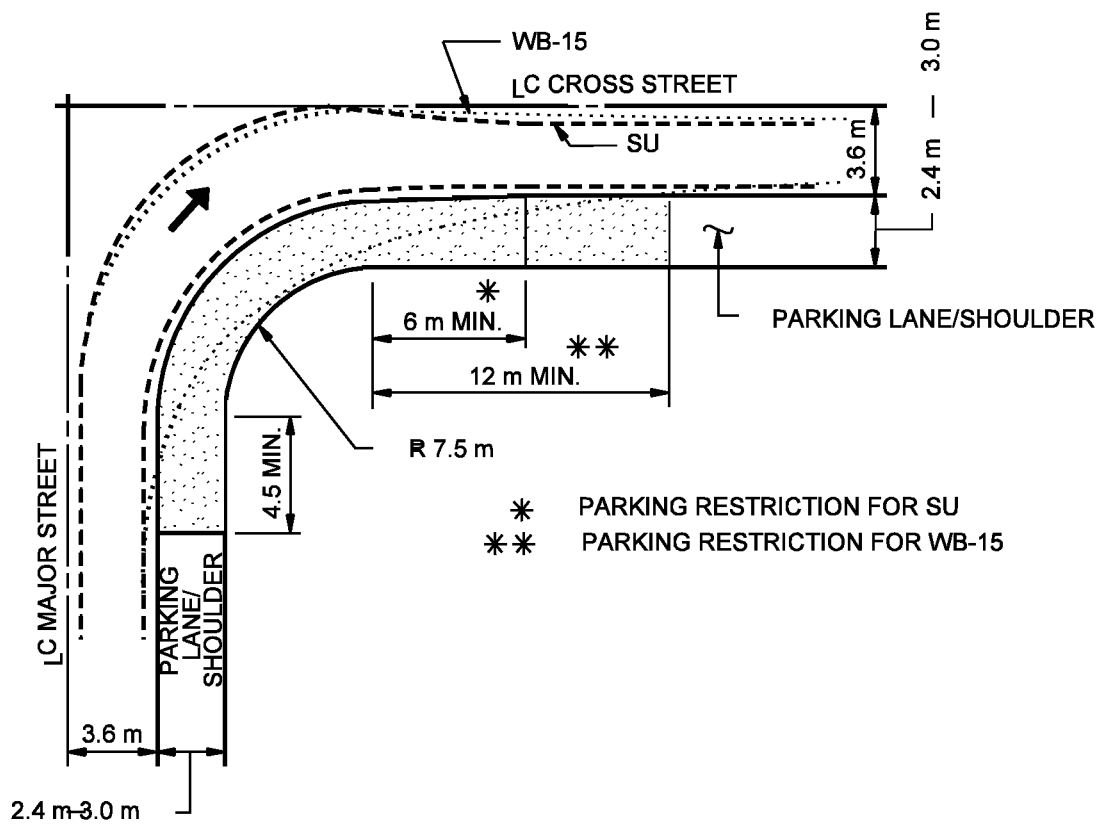 WB-15
LC CROSS STREET
SU
3.6 m
2.4 m — 3.0 m
PARKING LANE/SHOULDER
*
6 m MIN.
**
12 m MIN.
R 7.5 m
4.5 MIN.
* PARKING RESTRICTION FOR SU
** PARKING RESTRICTION FOR WB-15
LC MAJOR STREET
PARKING
LANE/
SHOULDER
3.6 m
2.4 m-3.0 m